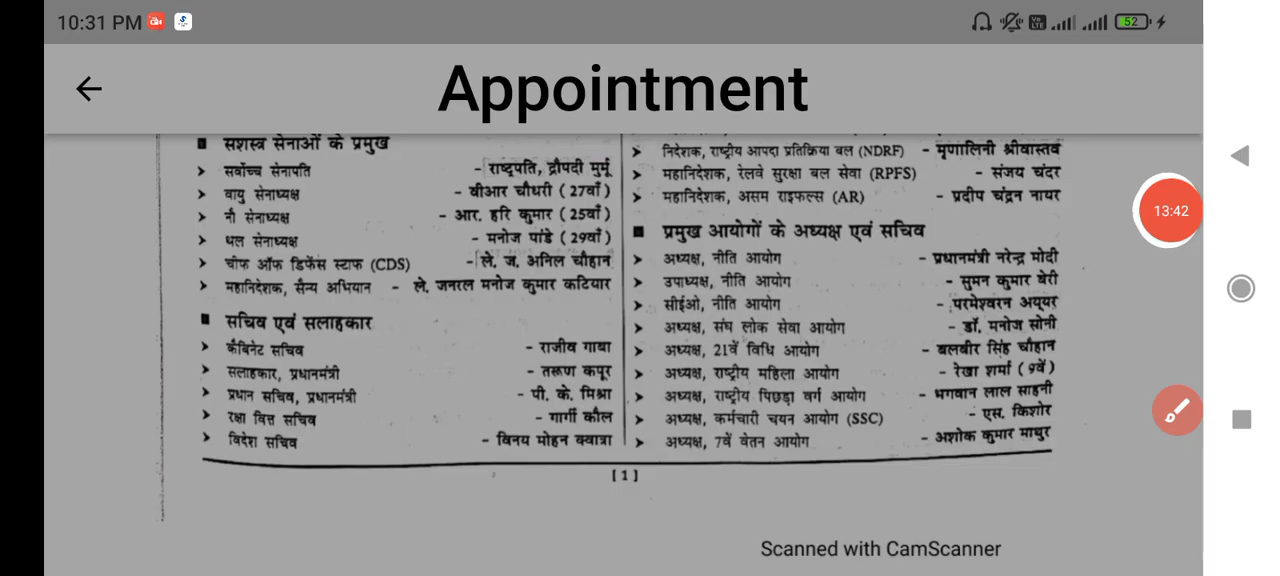 10:31 PM
52
Appointment
■ सशस्त्र सेनाओं के प्रमुख
➤ सर्वोच्च सेनापति - राष्ट्रपति, द्रौपदी मुर्मू
➤ वायु सेनाध्यक्ष - वीआर चौधरी (27वाँ)
➤ नौ सेनाध्यक्ष - आर. हरि कुमार (25वाँ)
➤ थल सेनाध्यक्ष - मनोज पांडे (29वाँ)
➤ चीफ ऑफ डिफेंस स्टाफ (CDS) - ले. ज. अनिल चौहान
➤ महानिदेशक, सैन्य अभियान - ले. जनरल मनोज कुमार कटियार
■ सचिव एवं सलाहकार
➤ कैबिनेट सचिव - राजीव गाबा
➤ सलाहकार, प्रधानमंत्री - तरूण कपूर
➤ प्रधान सचिव, प्रधानमंत्री - पी. के. मिश्रा
➤ रक्षा वित्त सचिव - गार्गी कौल
➤ विदेश सचिव - विनय मोहन क्वात्रा
➤ निदेशक, राष्ट्रीय आपदा प्रतिक्रिया बल (NDRF) - मृणालिनी श्रीवास्तव
➤ महानिदेशक, रेलवे सुरक्षा बल सेवा (RPFS) - संजय चंदर
➤ महानिदेशक, असम राइफल्स (AR) - प्रदीप चंद्रन नायर
■ प्रमुख आयोगों के अध्यक्ष एवं सचिव
➤ अध्यक्ष, नीति आयोग - प्रधानमंत्री नरेन्द्र मोदी
➤ उपाध्यक्ष, नीति आयोग - सुमन कुमार बेरी
➤ सीईओ, नीति आयोग - परमेश्वरन अय्यर
➤ अध्यक्ष, संघ लोक सेवा आयोग - डॉ. मनोज सोनी
➤ अध्यक्ष, 21वें विधि आयोग - बलबीर सिंह चौहान
➤ अध्यक्ष, राष्ट्रीय महिला आयोग - रेखा शर्मा (9वें)
➤ अध्यक्ष, राष्ट्रीय पिछड़ा वर्ग आयोग - भगवान लाल साहनी
➤ अध्यक्ष, कर्मचारी चयन आयोग (SSC) - एस. किशोर
➤ अध्यक्ष, 7वें वेतन आयोग - अशोक कुमार माथुर
[1]
Scanned with CamScanner
13:42